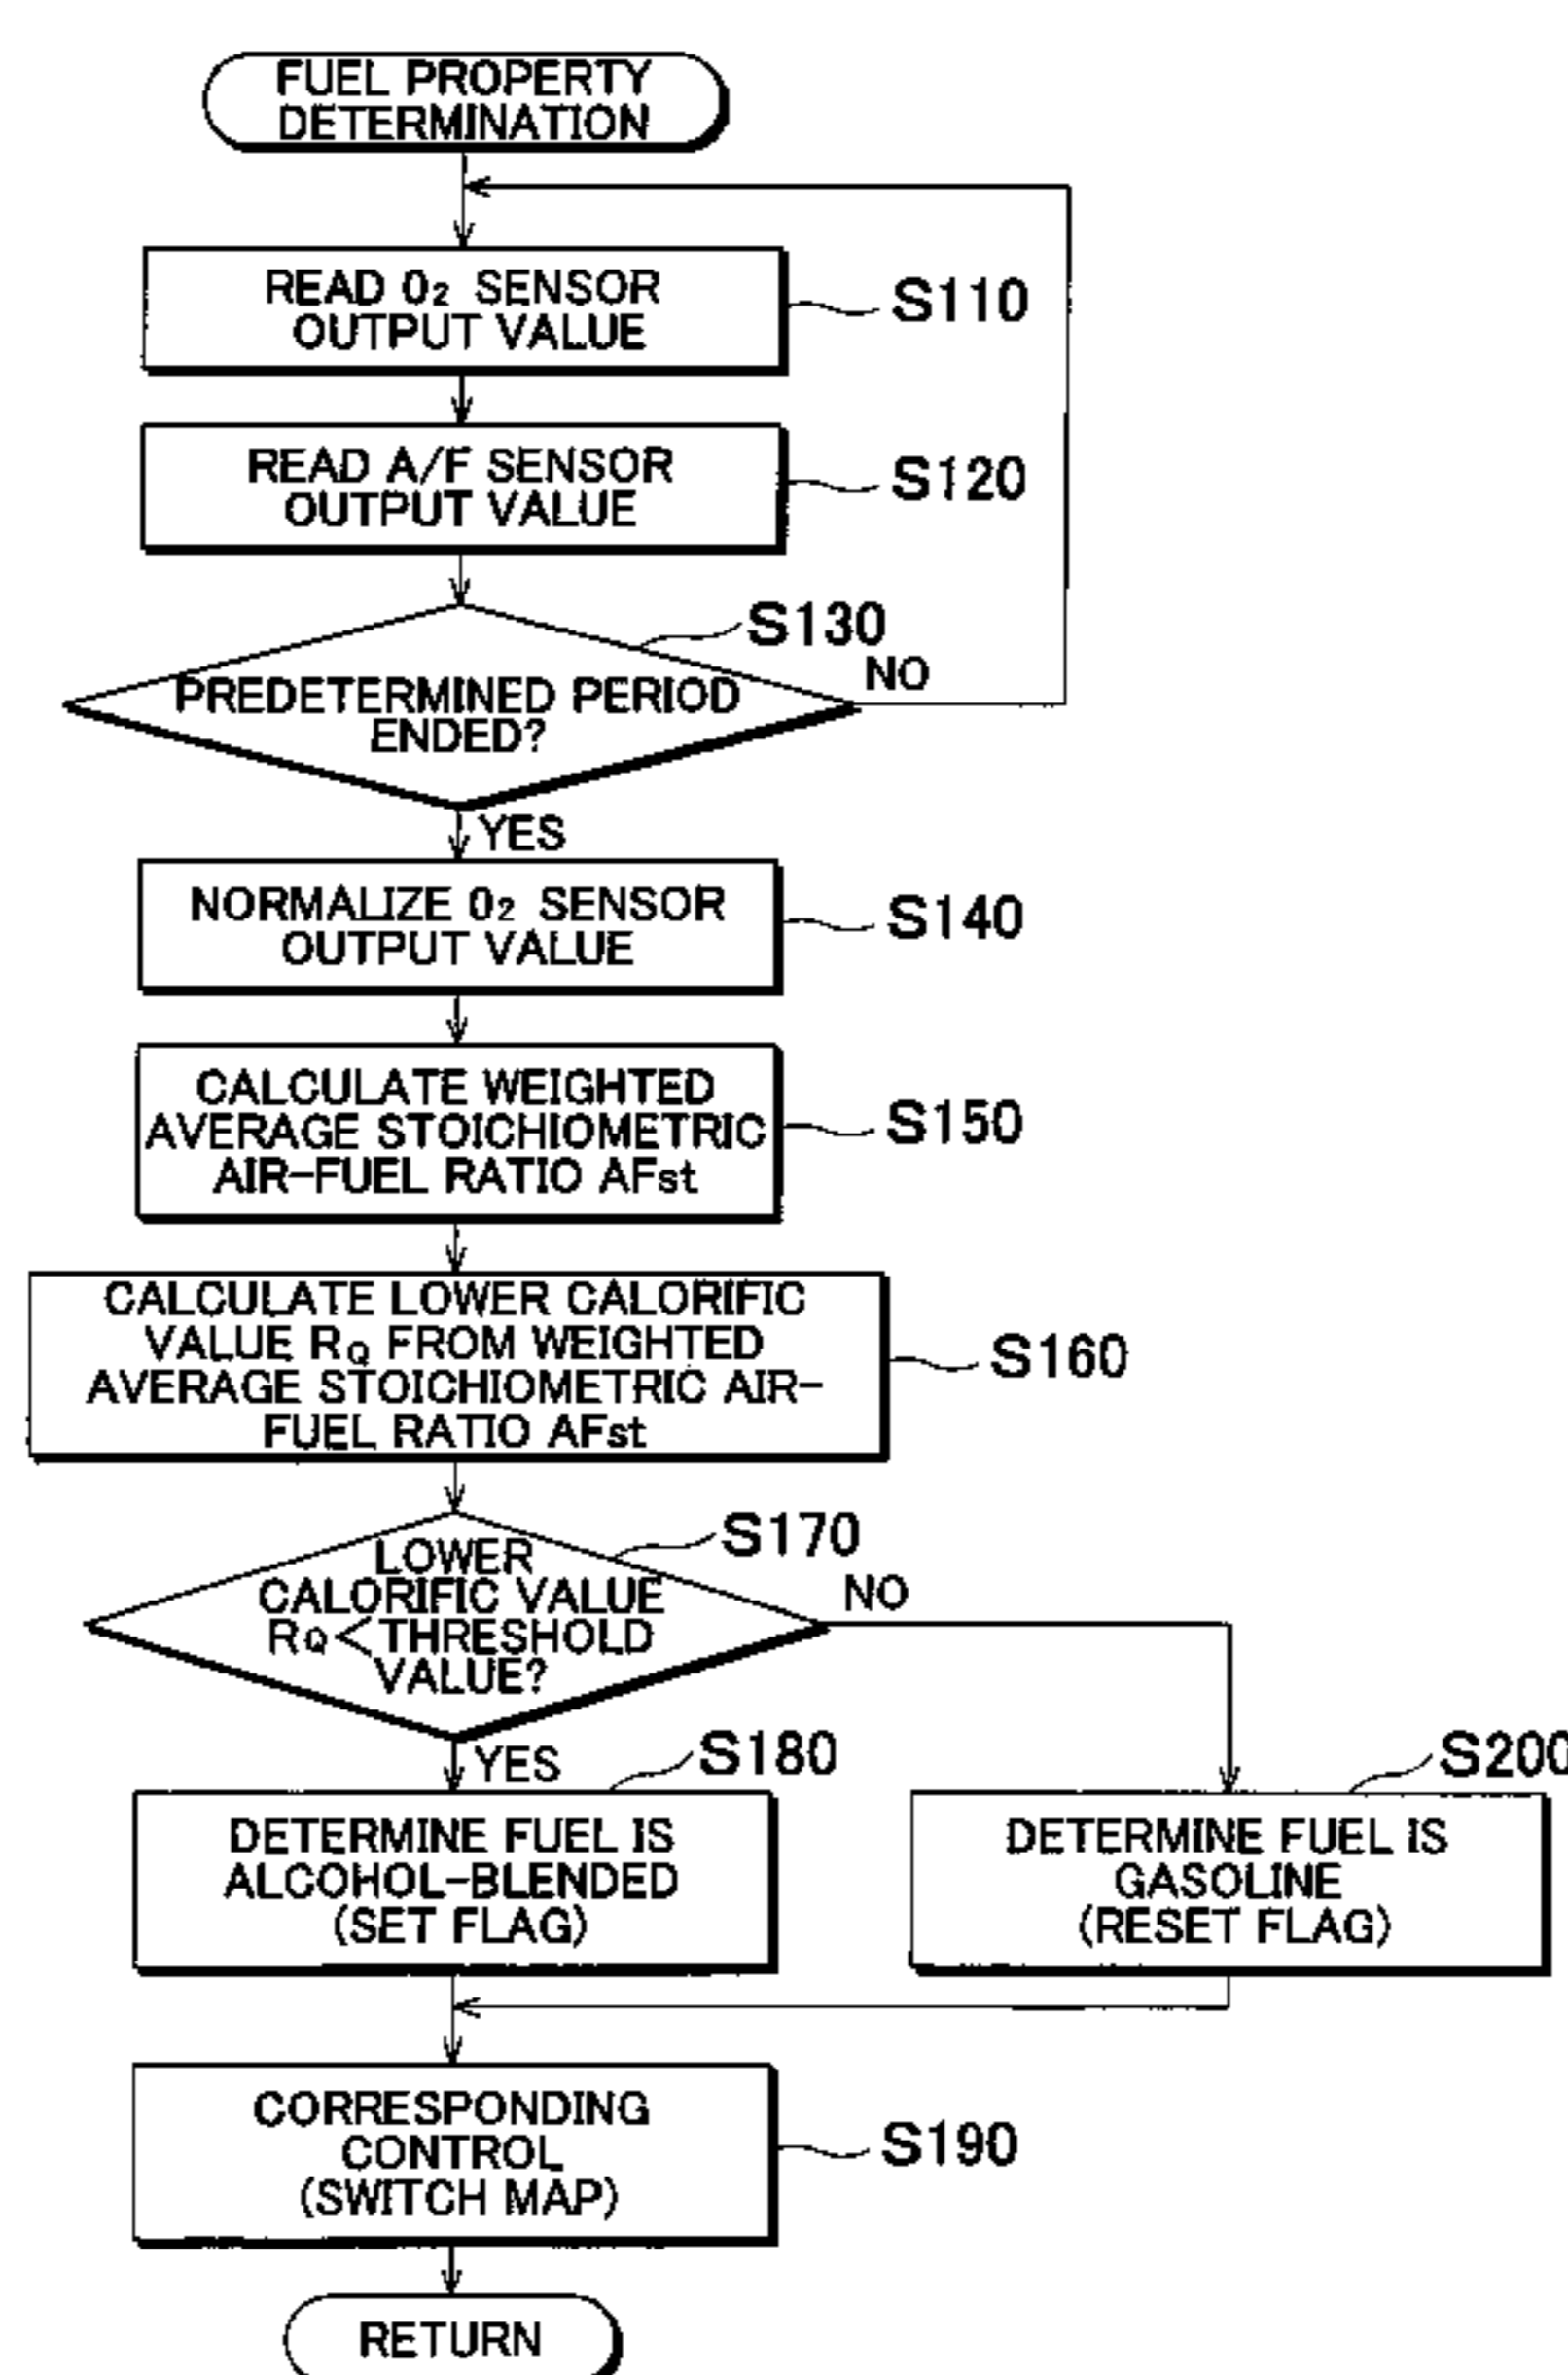 FUEL PROPERTY
DETERMINATION
READ O₂ SENSOR
OUTPUT VALUE
S110
READ A/F SENSOR
OUTPUT VALUE
S120
S130
PREDETERMINED PERIOD
ENDED?
NO
YES
NORMALIZE O₂ SENSOR
OUTPUT VALUE
S140
CALCULATE WEIGHTED
AVERAGE STOICHIOMETRIC
AIR-FUEL RATIO AFst
S150
CALCULATE LOWER CALORIFIC
VALUE RQ FROM WEIGHTED
AVERAGE STOICHIOMETRIC AIR-
FUEL RATIO AFst
S160
S170
LOWER
CALORIFIC VALUE
RQ<THRESHOLD
VALUE?
NO
YES
S180
DETERMINE FUEL IS
ALCOHOL-BLENDED
(SET FLAG)
S200
DETERMINE FUEL IS
GASOLINE
(RESET FLAG)
CORRESPONDING
CONTROL
(SWITCH MAP)
S190
RETURN